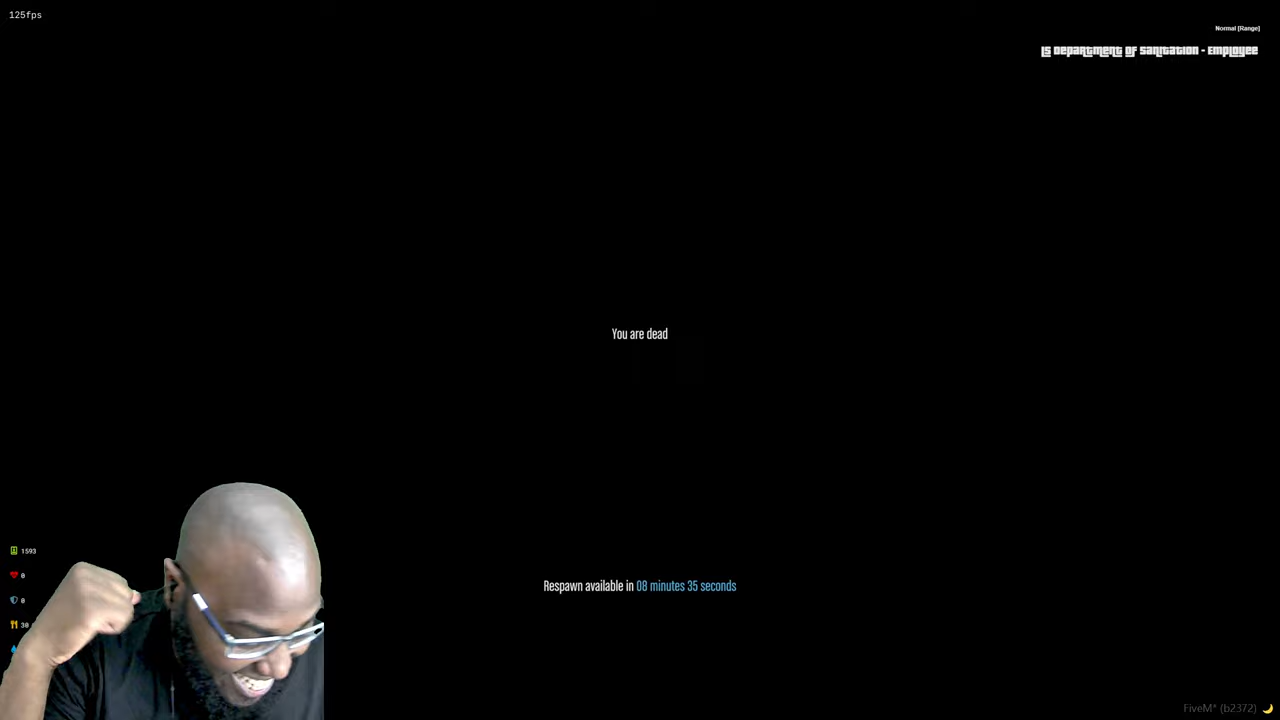 125fps
Normal [Range]
LS Department of Sanitation - Employee
You are dead
1593
0
Respawn available in 08 minutes 35 seconds
0
30
FiveM* (b2372)